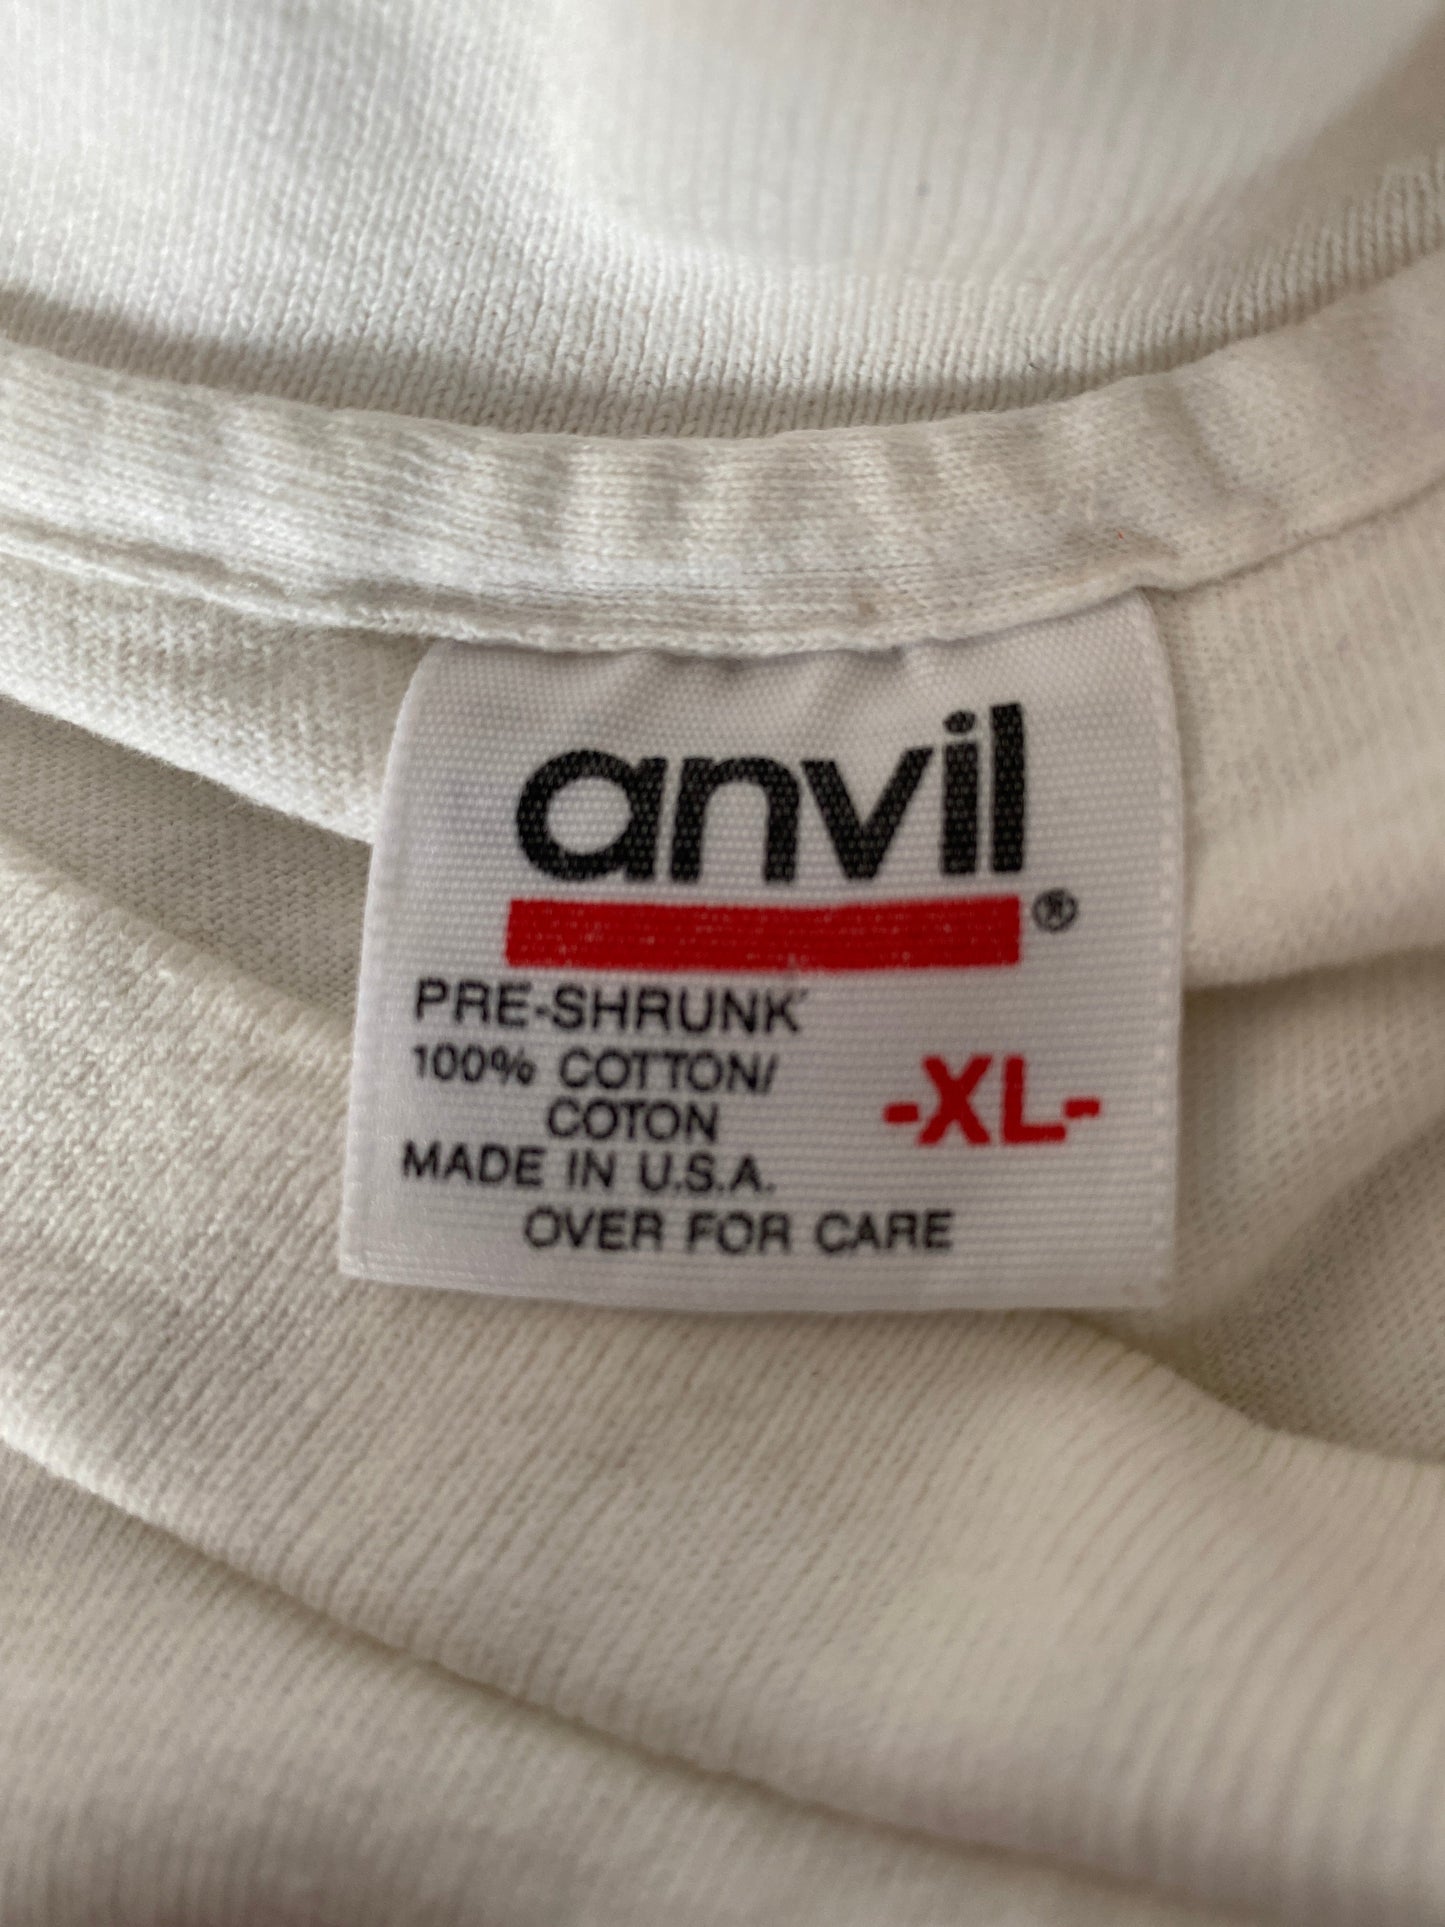 anvil®
PRE-SHRUNK
100% COTTON/
COTON
-XL-
MADE IN U.S.A.
OVER FOR CARE